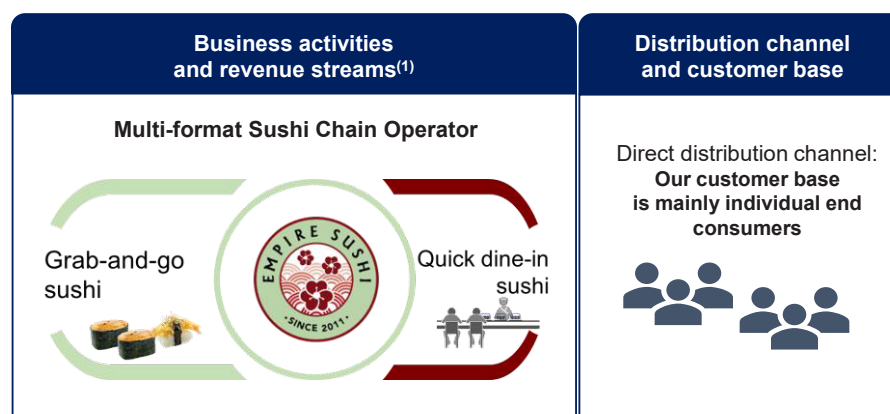 Business activities
and revenue streams(1)
Distribution channel
and customer base
Multi-format Sushi Chain Operator
Grab-and-go
sushi
EMPIRE SUSHI
· SINCE 2011 ·
Quick dine-in
sushi
Direct distribution channel:
Our customer base
is mainly individual end
consumers